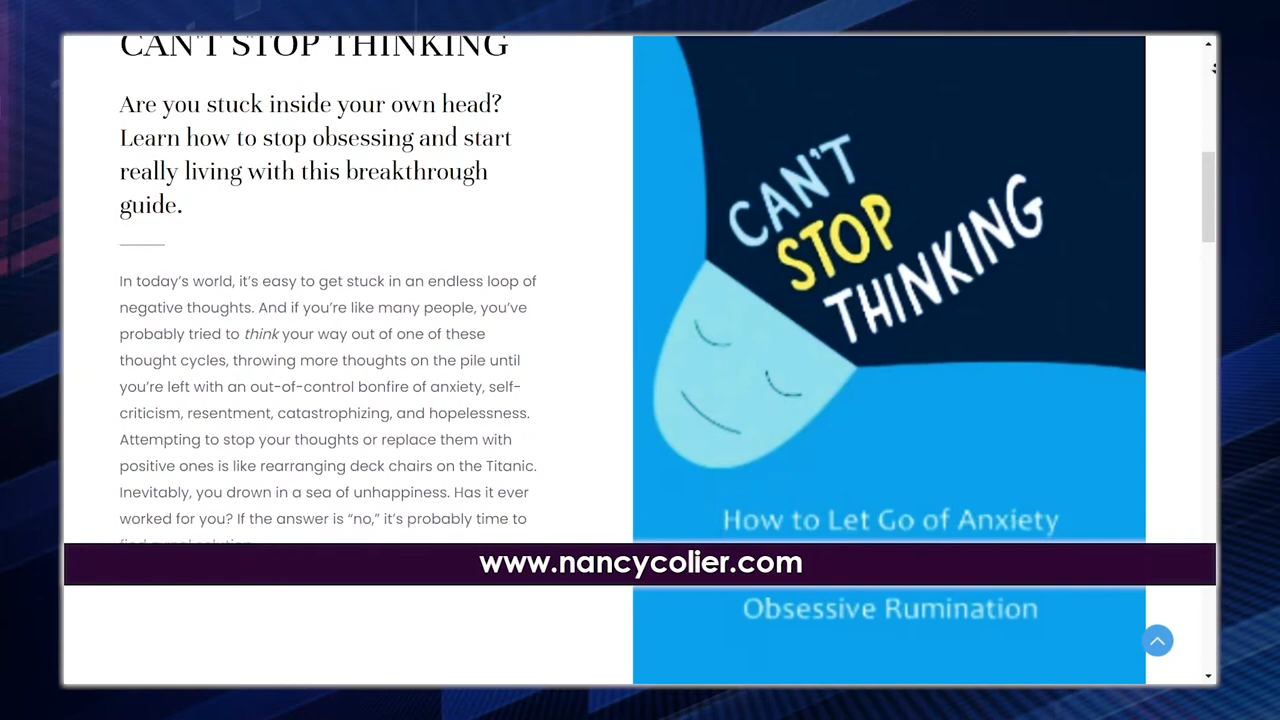 CAN'T STOP THINKING
Are you stuck inside your own head?
Learn how to stop obsessing and start
really living with this breakthrough
guide.
In today's world, it's easy to get stuck in an endless loop of
negative thoughts. And if you're like many people, you've
probably tried to think your way out of one of these
thought cycles, throwing more thoughts on the pile until
you're left with an out-of-control bonfire of anxiety, self-
criticism, resentment, catastrophizing, and hopelessness.
Attempting to stop your thoughts or replace them with
positive ones is like rearranging deck chairs on the Titanic.
Inevitably, you drown in a sea of unhappiness. Has it ever
worked for you? If the answer is “no,” it's probably time to
CAN'T
STOP
THINKING
How to Let Go of Anxiety
www.nancycolier.com
Obsessive Rumination